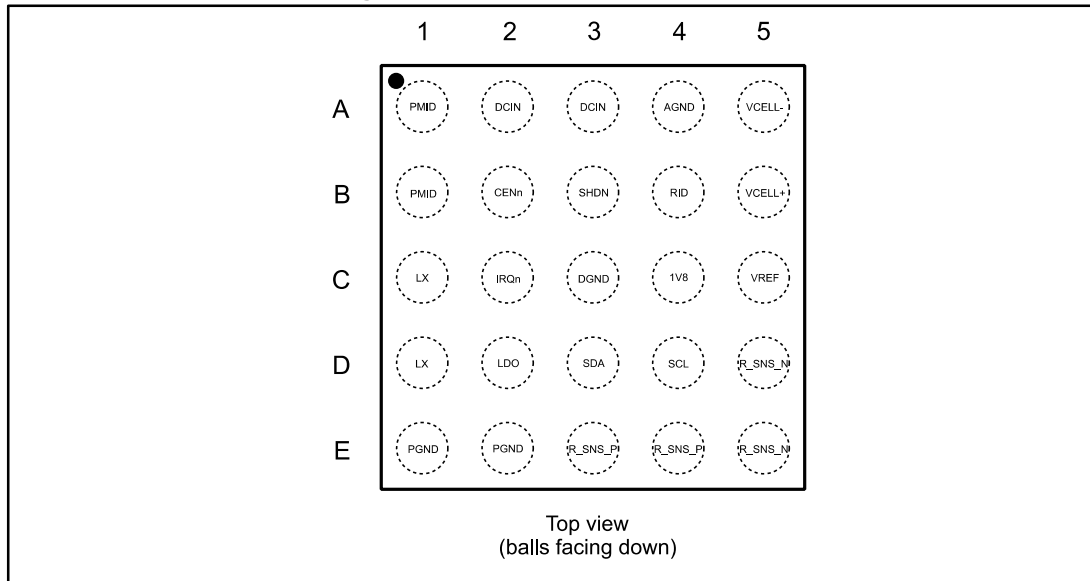 1 2 3 4 5
A PMID DCIN DCIN AGND VCELL-
B PMID CENn SHDN RID VCELL+
C LX IRQn DGND 1V8 VREF
D LX LDO SDA SCL R_SNS_N
E PGND PGND R_SNS_P R_SNS_P R_SNS_N
Top view
(balls facing down)